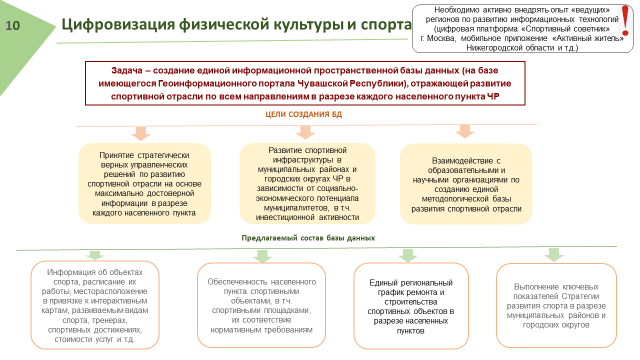 10
Цифровизация физической культуры и спорта
Необходимо активно внедрять опыт «ведущих»
регионов по развитию информационных технологий
(цифровая платформа «Спортивный советник»
г. Москва, мобильное приложение «Активный житель»
Нижегородской области и т.д.)
!
Задача – создание единой информационной пространственной базы данных (на базе
имеющегося Геоинформационного портала Чувашской Республики), отражающей развитие
спортивной отрасли по всем направлениям в разрезе каждого населенного пункта ЧР
ЦЕЛИ СОЗДАНИЯ БД
Принятие стратегически
верных управленческих
решений по развитию
спортивной отрасли на основе
максимально достоверной
информации в разрезе
каждого населенного пункта
Развитие спортивной
инфраструктуры в
муниципальных районах и
городских округах ЧР в
зависимости от социально-
экономического потенциала
муниципалитетов, в т.ч.
инвестиционной активности
Взаимодействие с
образовательными и
научными организациями по
созданию единой
методологической базы
развития спортивной отрасли
Предлагаемый состав базы данных
Информация об объектах
спорта, расписание их
работы, месторасположение
в привязке к интерактивным
картам, развиваемым видам
спорта, тренерах,
спортивных достижениях,
стоимости услуг и т.д.
Обеспеченность населенного
пункта спортивными
объектами, в т.ч.
спортивными площадками,
их соответствие
нормативным требованиям
Единый региональный
график ремонта и
строительства
спортивных объектов в
разрезе населенных
пунктов
Выполнение ключевых
показателей Стратегии
развития спорта в разрезе
муниципальных районов и
городских округов